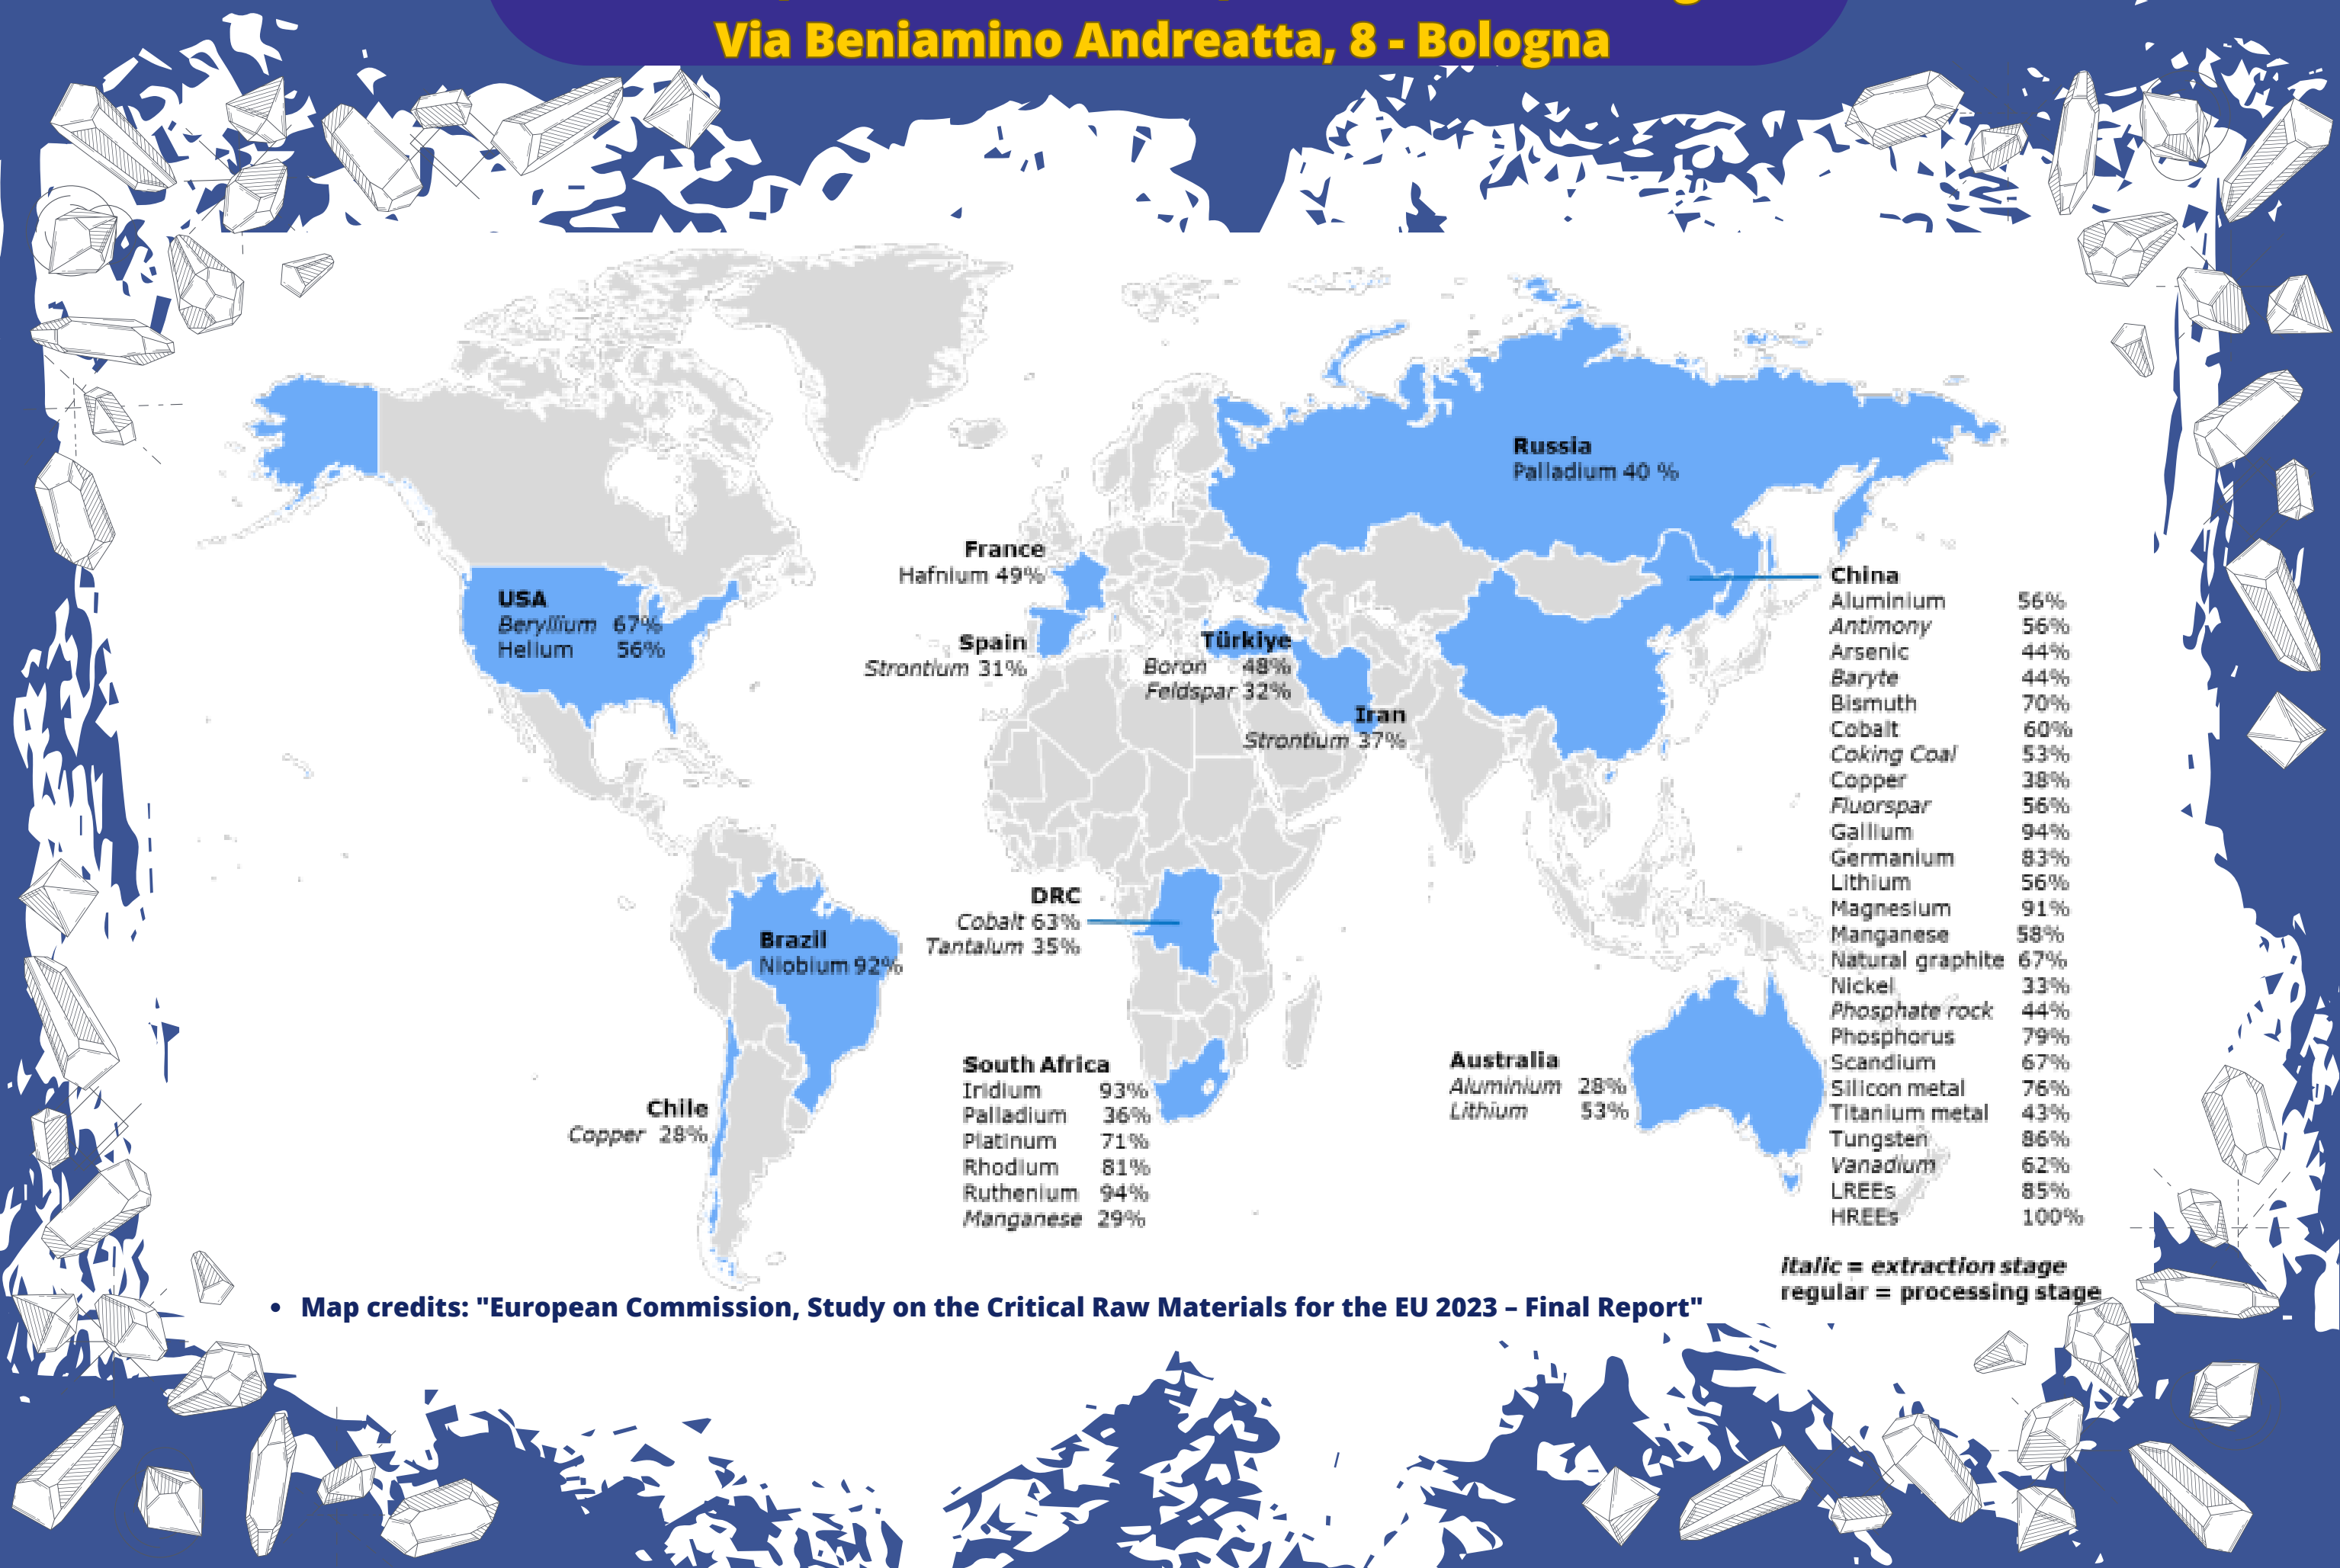 Via Beniamino Andreatta, 8 - Bologna
Russia
Palladium 40 %
France
Hafnium 49%
China
Aluminium 56%
Antimony 56%
Arsenic 44%
Baryte 44%
Bismuth 70%
Cobalt 60%
Coking Coal 53%
Copper 38%
Fluorspar 56%
Gallium 94%
Germanium 83%
Lithium 56%
Magnesium 91%
Manganese 58%
Natural graphite 67%
Nickel 33%
Phosphate rock 44%
Phosphorus 79%
Scandium 67%
Silicon metal 76%
Titanium metal 43%
Tungsten 86%
Vanadium 62%
LREEs 85%
HREEs 100%
USA
Beryllium 67%
Helium 56%
Spain
Strontium 31%
Türkiye
Boron 48%
Feldspar 32%
Iran
Strontium 37%
DRC
Cobalt 63%
Tantalum 35%
Brazil
Niobium 92%
South Africa
Iridium 93%
Palladium 36%
Platinum 71%
Rhodium 81%
Ruthenium 94%
Manganese 29%
Australia
Aluminium 28%
Lithium 53%
Chile
Copper 28%
italic = extraction stage
regular = processing stage
• Map credits: "European Commission, Study on the Critical Raw Materials for the EU 2023 – Final Report"